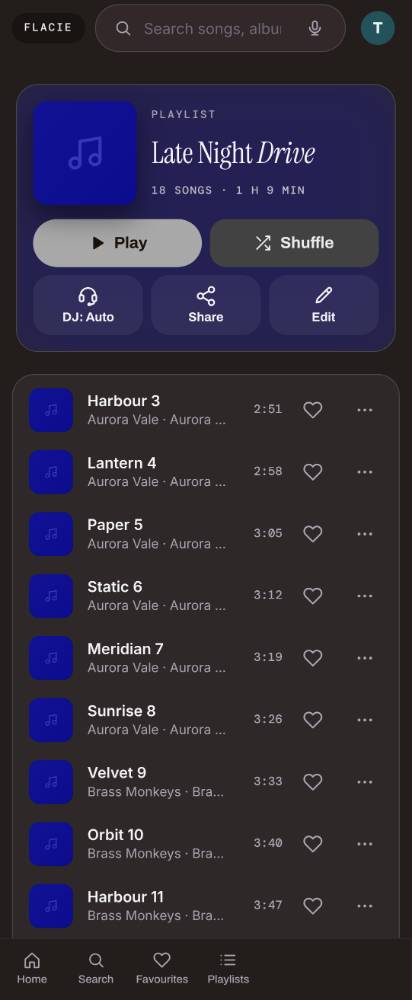 FLACIE
Search songs, albu
T
PLAYLIST
Late Night Drive
18 SONGS · 1 H 9 MIN
Play
Shuffle
DJ: Auto
Share
Edit
Harbour 3
Aurora Vale · Aurora ...
2:51
Lantern 4
Aurora Vale · Aurora ...
2:58
Paper 5
Aurora Vale · Aurora ...
3:05
Static 6
Aurora Vale · Aurora ...
3:12
Meridian 7
Aurora Vale · Aurora ...
3:19
Sunrise 8
Aurora Vale · Aurora ...
3:26
Velvet 9
Brass Monkeys · Bra...
3:33
Orbit 10
Brass Monkeys · Bra...
3:40
Harbour 11
Brass Monkeys · Bra...
3:47
Home
Search
Favourites
Playlists